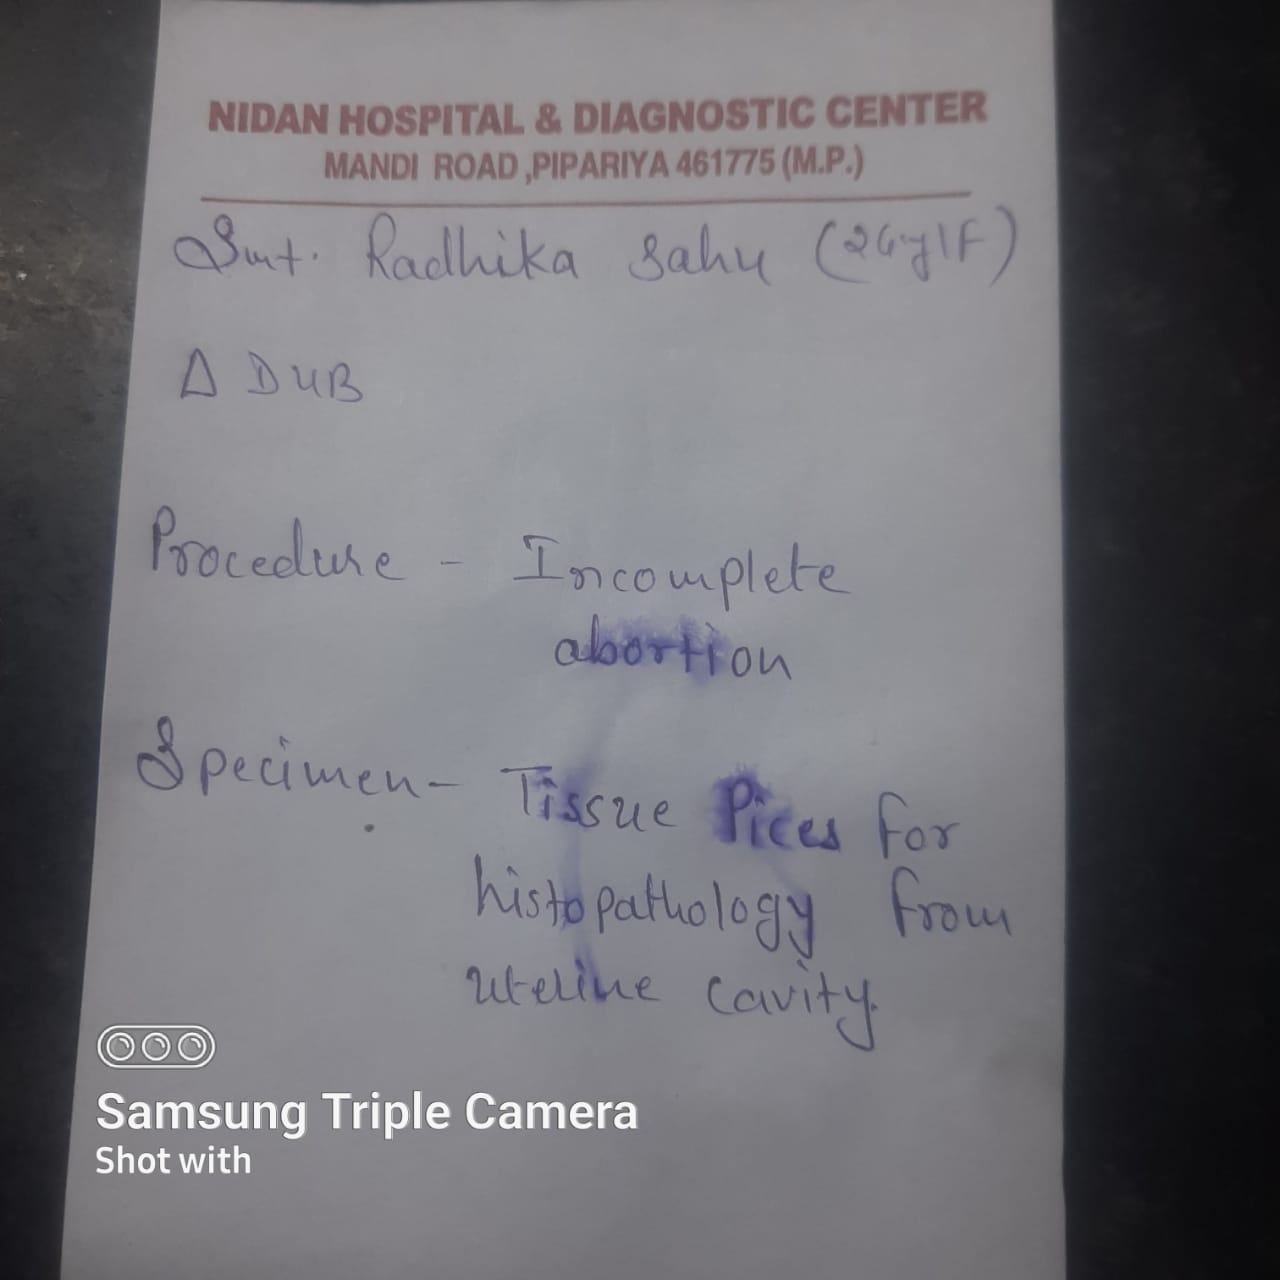 NIDAN HOSPITAL & DIAGNOSTIC CENTER
MANDI ROAD,PIPARIYA 461775 (M.P.)
Smt. Radhika Sahu (26y/F)
Δ DUB
Procedure - Incomplete
abortion
Specimen- Tissue Pices for
histopathology from
uterine cavity.
Samsung Triple Camera
Shot with